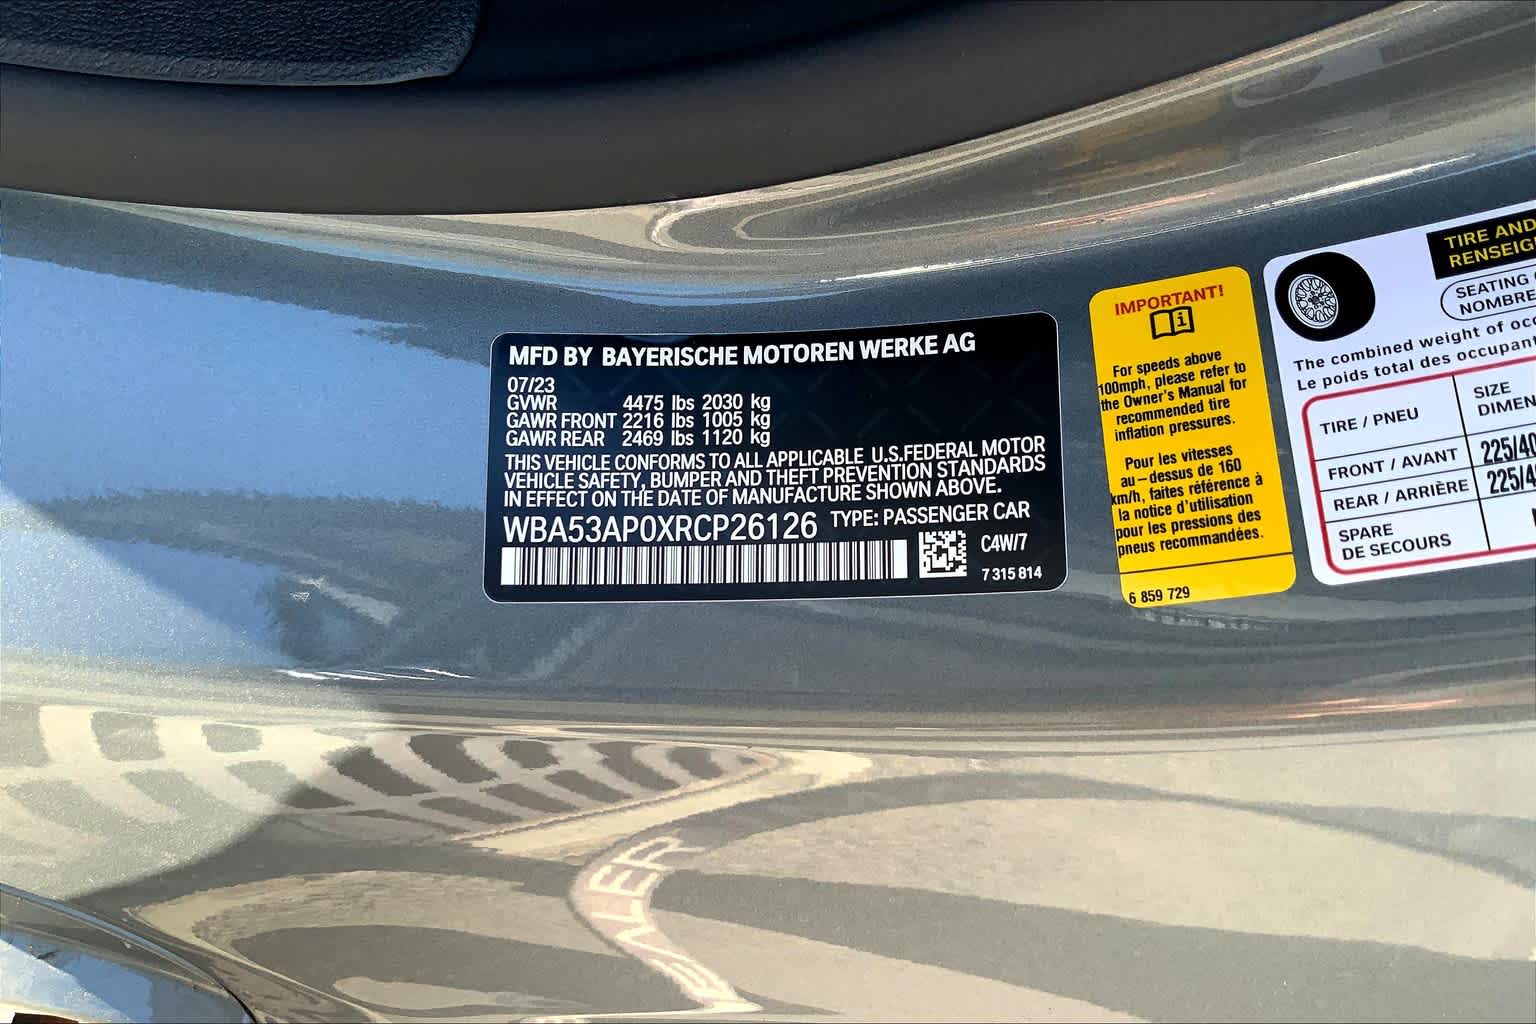 MFD BY BAYERISCHE MOTOREN WERKE AG
07/23
GVWR 4475 lbs 2030 kg
GAWR FRONT 2216 lbs 1005 kg
GAWR REAR 2469 lbs 1120 kg
THIS VEHICLE CONFORMS TO ALL APPLICABLE U.S.FEDERAL MOTOR
VEHICLE SAFETY, BUMPER AND THEFT PREVENTION STANDARDS
IN EFFECT ON THE DATE OF MANUFACTURE SHOWN ABOVE.
WBA53AP0XRCP26126 TYPE: PASSENGER CAR
C4W/7
7 315 814
IMPORTANT!
For speeds above
100mph, please refer to
the Owner's Manual for
recommended tire
inflation pressures.
Pour les vitesses
au-dessus de 160
km/h, faites référence à
la notice d'utilisation
pour les pressions des
pneus recommandées.
6 859 729
TIRE AND
SEATING
NOMBRE
The combined weight of
Le poids total des
TIRE / PNEU
SIZE
FRONT / AVANT 225/40
REAR / ARRIÈRE
SPARE
DE SECOURS